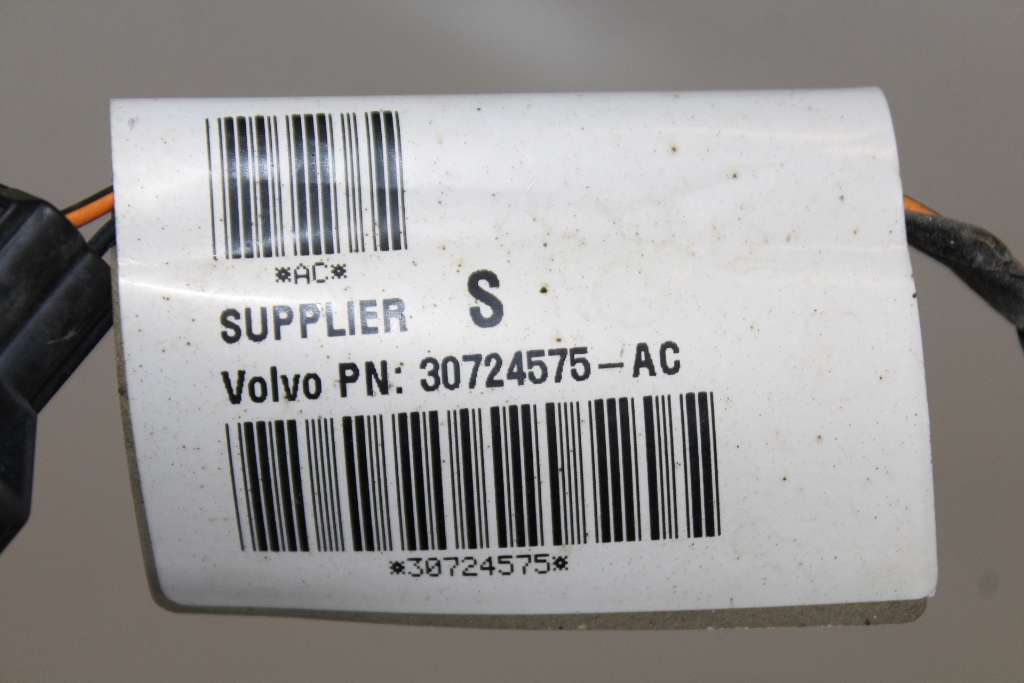 *AC*
SUPPLIER S
Volvo PN: 30724575-AC
*30724575*